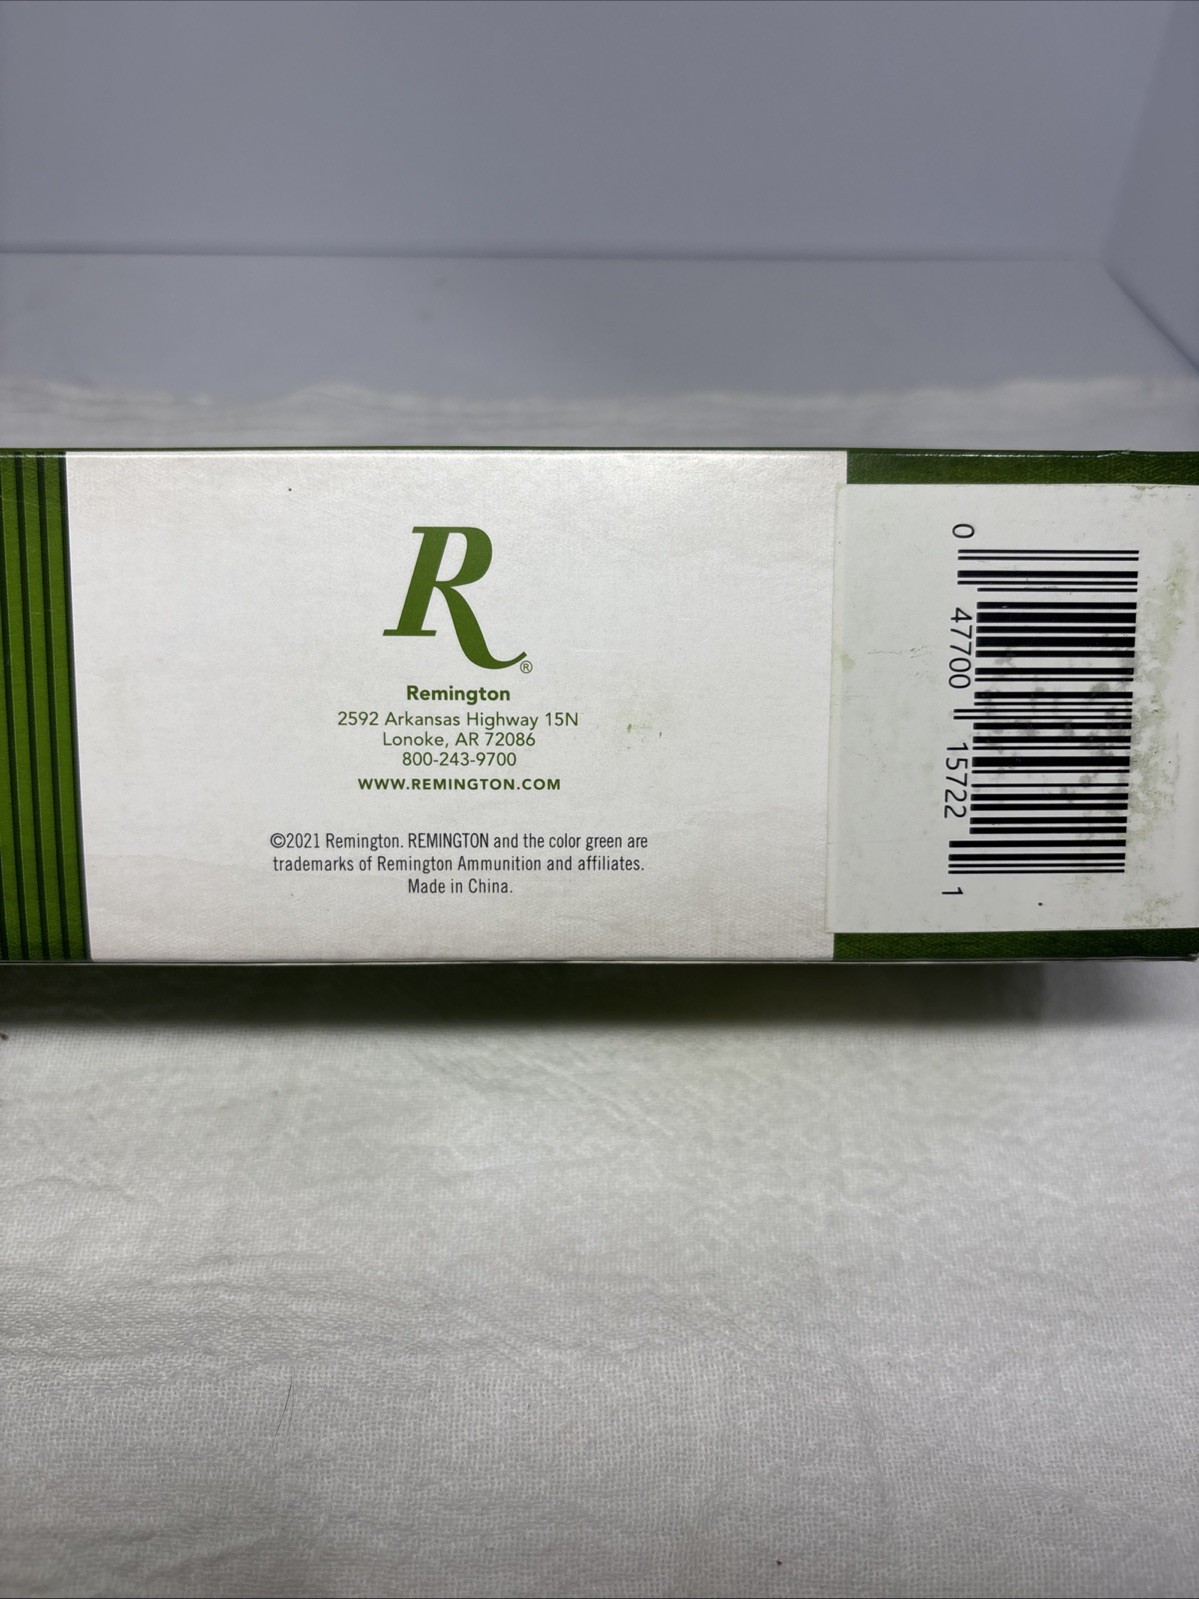 R®
Remington
2592 Arkansas Highway 15N
Lonoke, AR 72086
800-243-9700
WWW.REMINGTON.COM
©2021 Remington. REMINGTON and the color green are
trademarks of Remington Ammunition and affiliates.
Made in China.
0 47700 15722 1